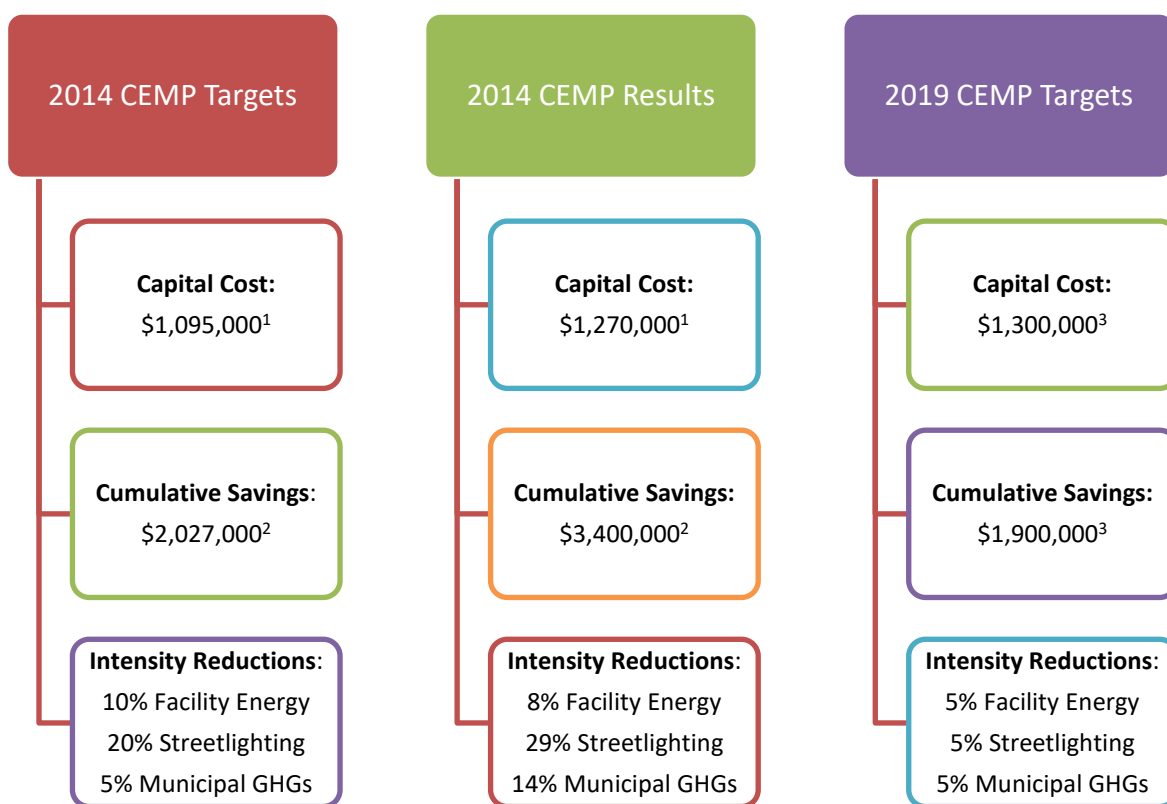 2014 CEMP Targets
Capital Cost:
$1,095,000¹
Cumulative Savings:
$2,027,000²
Intensity Reductions:
10% Facility Energy
20% Streetlighting
5% Municipal GHGs
2014 CEMP Results
Capital Cost:
$1,270,000¹
Cumulative Savings:
$3,400,000²
Intensity Reductions:
8% Facility Energy
29% Streetlighting
14% Municipal GHGs
2019 CEMP Targets
Capital Cost:
$1,300,000³
Cumulative Savings:
$1,900,000³
Intensity Reductions:
5% Facility Energy
5% Streetlighting
5% Municipal GHGs